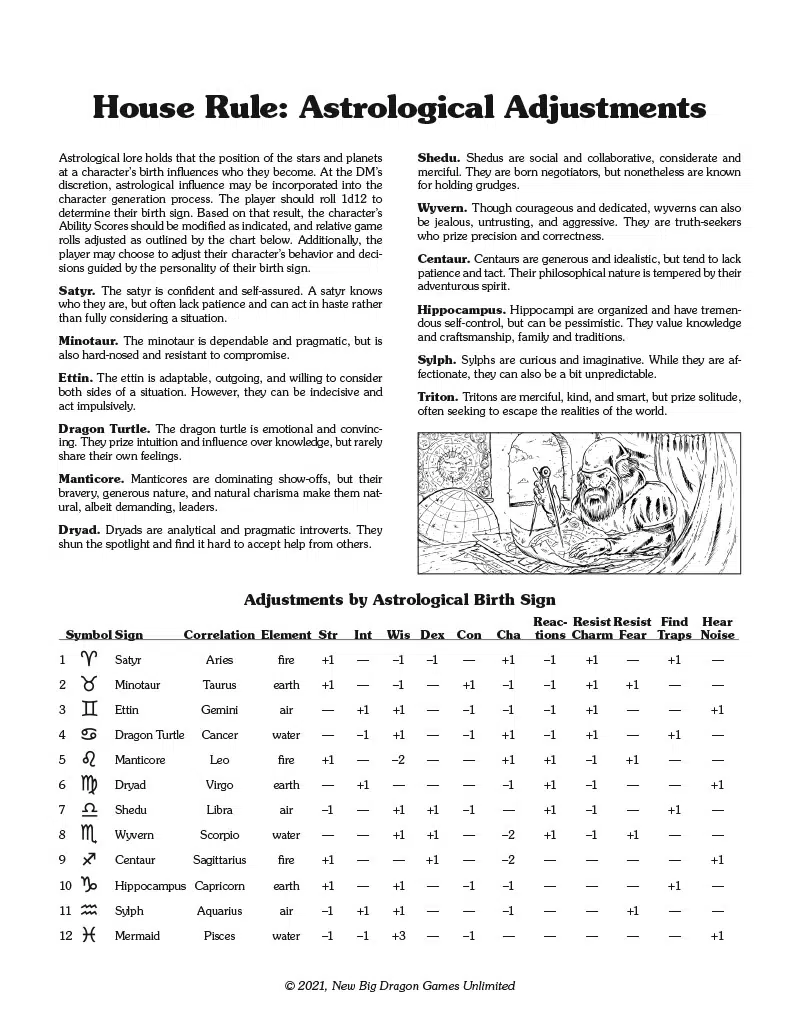 House Rule: Astrological Adjustments
Astrological lore holds that the position of the stars and planets
at a character's birth influences who they become. At the DM's
discretion, astrological influence may be incorporated into the
character generation process. The player should roll 1d12 to
determine their birth sign. Based on that result, the character's
Ability Scores should be modified as indicated, and relative game
rolls adjusted as outlined by the chart below. Additionally, the
player may choose to adjust their character's behavior and deci-
sions guided by the personality of their birth sign.
Satyr. The satyr is confident and self-assured. A satyr knows
who they are, but often lack patience and can act in haste rather
than fully considering a situation.
Minotaur. The minotaur is dependable and pragmatic, but is
also hard-nosed and resistant to compromise.
Ettin. The ettin is adaptable, outgoing, and willing to consider
both sides of a situation. However, they can be indecisive and
act impulsively.
Dragon Turtle. The dragon turtle is emotional and convinc-
ing. They prize intuition and influence over knowledge, but rarely
share their own feelings.
Manticore. Manticores are dominating show-offs, but their
bravery, generous nature, and natural charisma make them nat-
ural, albeit demanding, leaders.
Dryad. Dryads are analytical and pragmatic introverts. They
shun the spotlight and find it hard to accept help from others.
Shedu. Shedus are social and collaborative, considerate and
merciful. They are born negotiators, but nonetheless are known
for holding grudges.
Wyvern. Though courageous and dedicated, wyverns can also
be jealous, untrusting, and aggressive. They are truth-seekers
who prize precision and correctness.
Centaur. Centaurs are generous and idealistic, but tend to lack
patience and tact. Their philosophical nature is tempered by their
adventurous spirit.
Hippocampus. Hippocampi are organized and have tremen-
dous self-control, but can be pessimistic. They value knowledge
and craftsmanship, family and traditions.
Sylph. Sylphs are curious and imaginative. While they are af-
fectionate, they can also be a bit unpredictable.
Triton. Tritons are merciful, kind, and smart, but prize solitude,
often seeking to escape the realities of the world.
Adjustments by Astrological Birth Sign
Reac- Resist Resist Find Hear
Symbol Sign Correlation Element Str Int Wis Dex Con Cha tions Charm Fear Traps Noise
1 ♈ Satyr Aries fire +1 — –1 –1 — +1 –1 +1 — +1 —
2 ♉ Minotaur Taurus earth +1 — –1 — +1 –1 –1 +1 +1 — —
3 ♊ Ettin Gemini air — +1 +1 — –1 –1 –1 +1 — — +1
4 ♋ Dragon Turtle Cancer water — –1 +1 — –1 +1 –1 +1 — +1 —
5 ♌ Manticore Leo fire +1 — –2 — — +1 +1 –1 +1 — —
6 ♍ Dryad Virgo earth — +1 — — — –1 +1 –1 — — +1
7 ♎ Shedu Libra air –1 — +1 +1 –1 — +1 –1 — +1 —
8 ♏ Wyvern Scorpio water — — +1 +1 — –2 +1 –1 +1 — —
9 ♐ Centaur Sagittarius fire +1 — — +1 — –2 — — — — +1
10 ♑ Hippocampus Capricorn earth +1 — +1 — –1 –1 — — — +1 —
11 ♒ Sylph Aquarius air –1 +1 +1 — — –1 — — +1 — —
12 ♓ Mermaid Pisces water –1 –1 +3 — –1 — — — — — +1
© 2021, New Big Dragon Games Unlimited